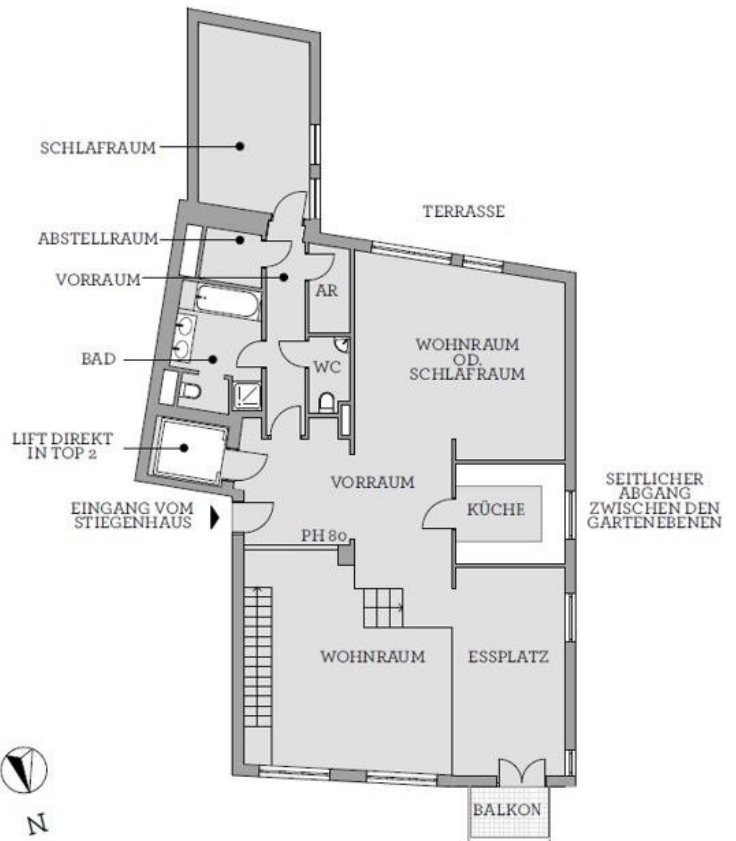 SCHLAFRAUM
TERRASSE
ABSTELLRAUM
VORRAUM
AR
WOHNRAUM
OD.
SCHLAFRAUM
BAD
WC
LIFT DIREKT
IN TOP 2
VORRAUM
EINGANG VOM
STIEGENHAUS
KÜCHE
SEITLICHER
ABGANG
ZWISCHEN DEN
GARTENEBENEN
PH 80
WOHNRAUM
ESSPLATZ
BALKON
N